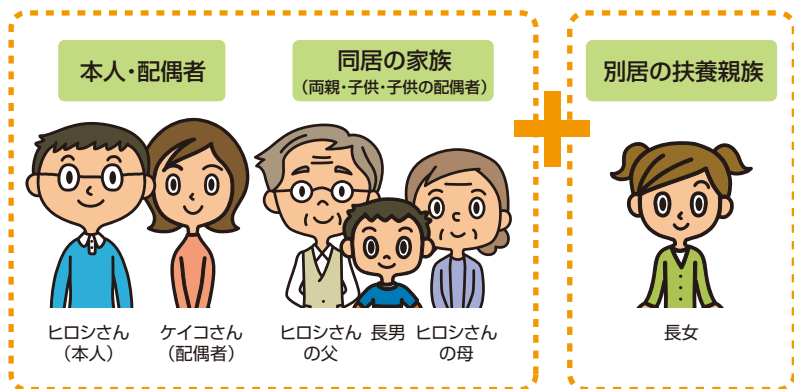 本人・配偶者
同居の家族
（両親・子供・子供の配偶者）
別居の扶養親族
ヒロシさん
（本人）
ケイコさん
（配偶者）
ヒロシさん
の父
長男
ヒロシさん
の母
長女